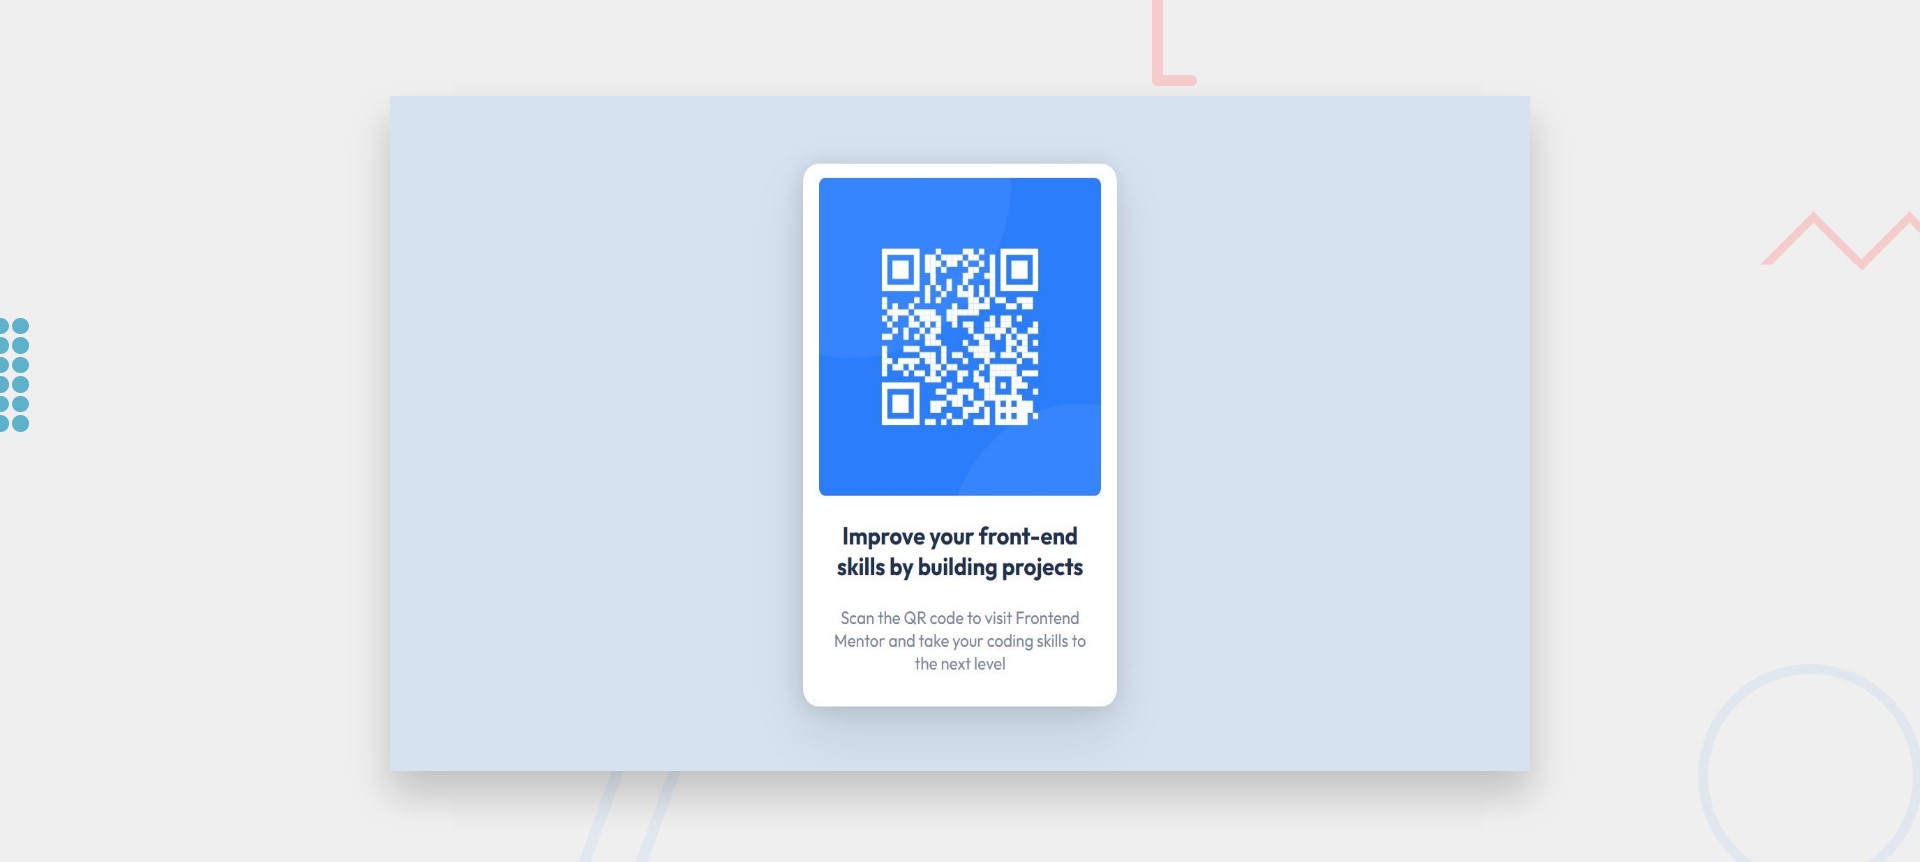 Improve your front-end
skills by building projects
Scan the QR code to visit Frontend
Mentor and take your coding skills to
the next level